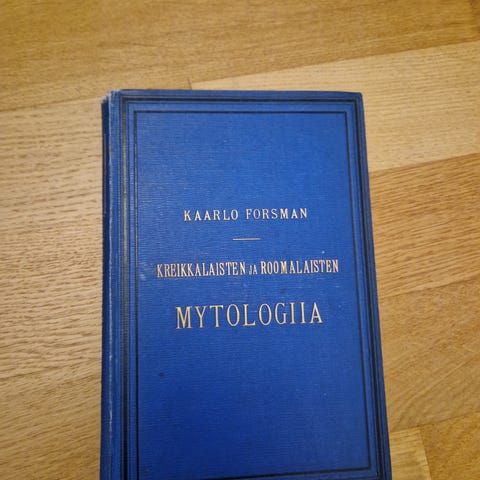 KAARLO FORSMAN
KREIKKALAISTEN JA ROOMALAISTEN
MYTOLOGIIA